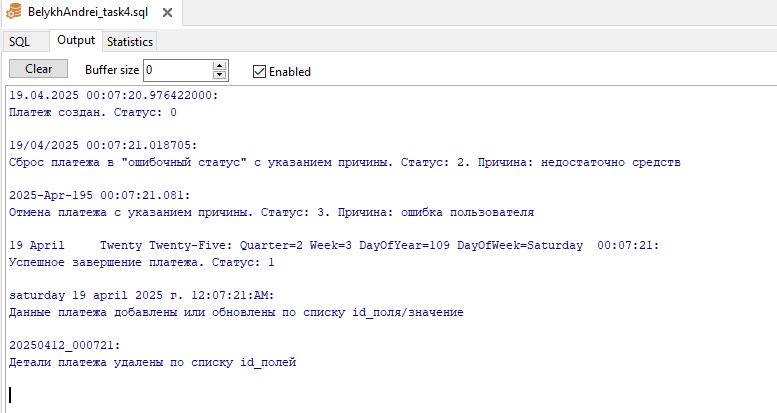 BelykhAndrei_task4.sql
SQL Output Statistics
Clear Buffer size 0 Enabled
19.04.2025 00:07:20.976422000:
Платеж создан. Статус: 0
19/04/2025 00:07:21.018705:
Сброс платежа в "ошибочный статус" с указанием причины. Статус: 2. Причина: недостаточно средств
2025-Apr-195 00:07:21.081:
Отмена платежа с указанием причины. Статус: 3. Причина: ошибка пользователя
19 April     Twenty Twenty-Five: Quarter=2 Week=3 DayOfYear=109 DayOfWeek=Saturday  00:07:21:
Успешное завершение платежа. Статус: 1
saturday 19 april 2025 г. 12:07:21:AM:
Данные платежа добавлены или обновлены по списку id_поля/значение
20250412_000721:
Детали платежа удалены по списку id_полей